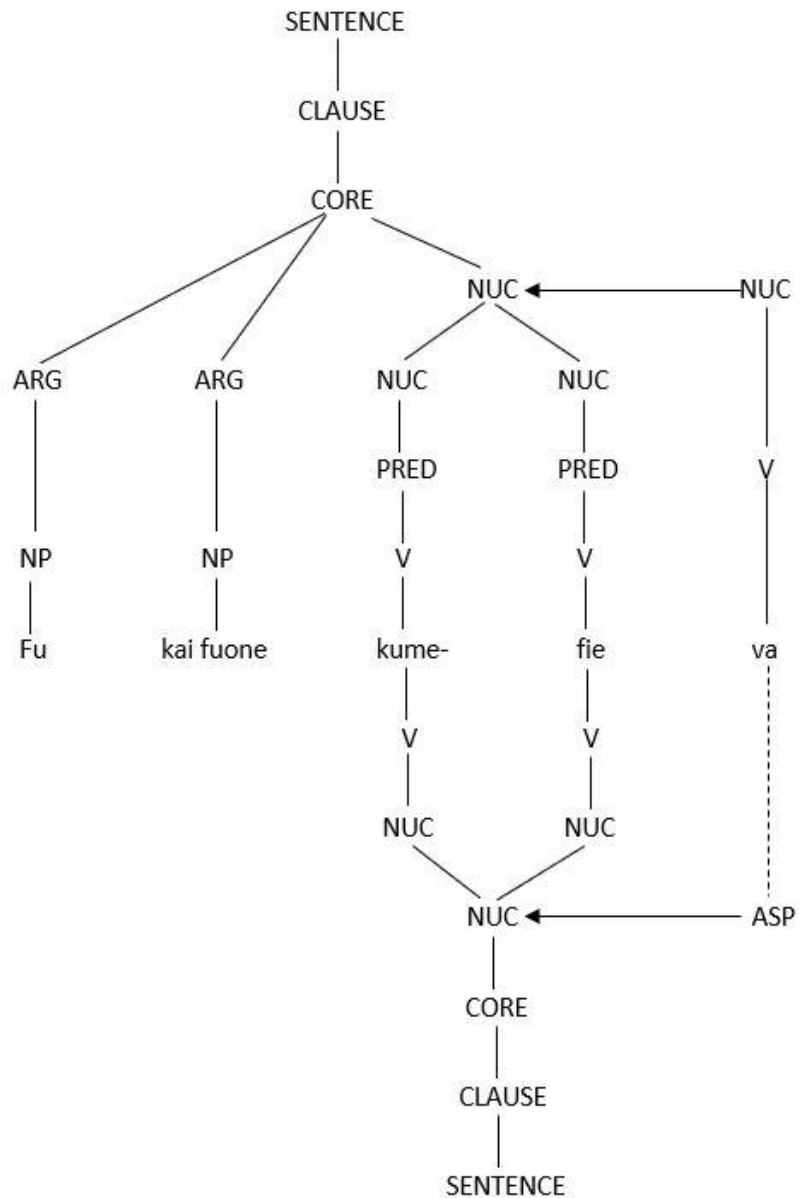 SENTENCE
CLAUSE
CORE
NUC NUC
ARG ARG NUC NUC
PRED PRED V
NP NP V V
Fu kai fuone kume- fie va
V V
NUC NUC
NUC ASP
CORE
CLAUSE
SENTENCE